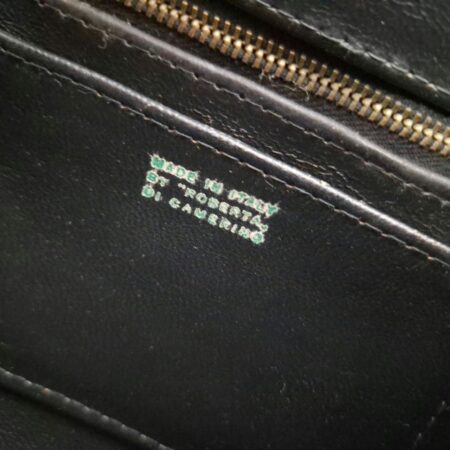 MADE IN ITALY
BY "ROBERTA"
DI CAMERINO